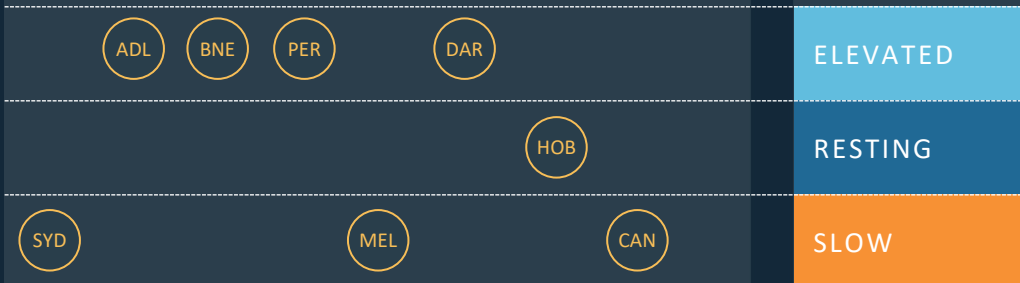 ADL BNE PER DAR ELEVATED
HOB RESTING
SYD MEL CAN SLOW